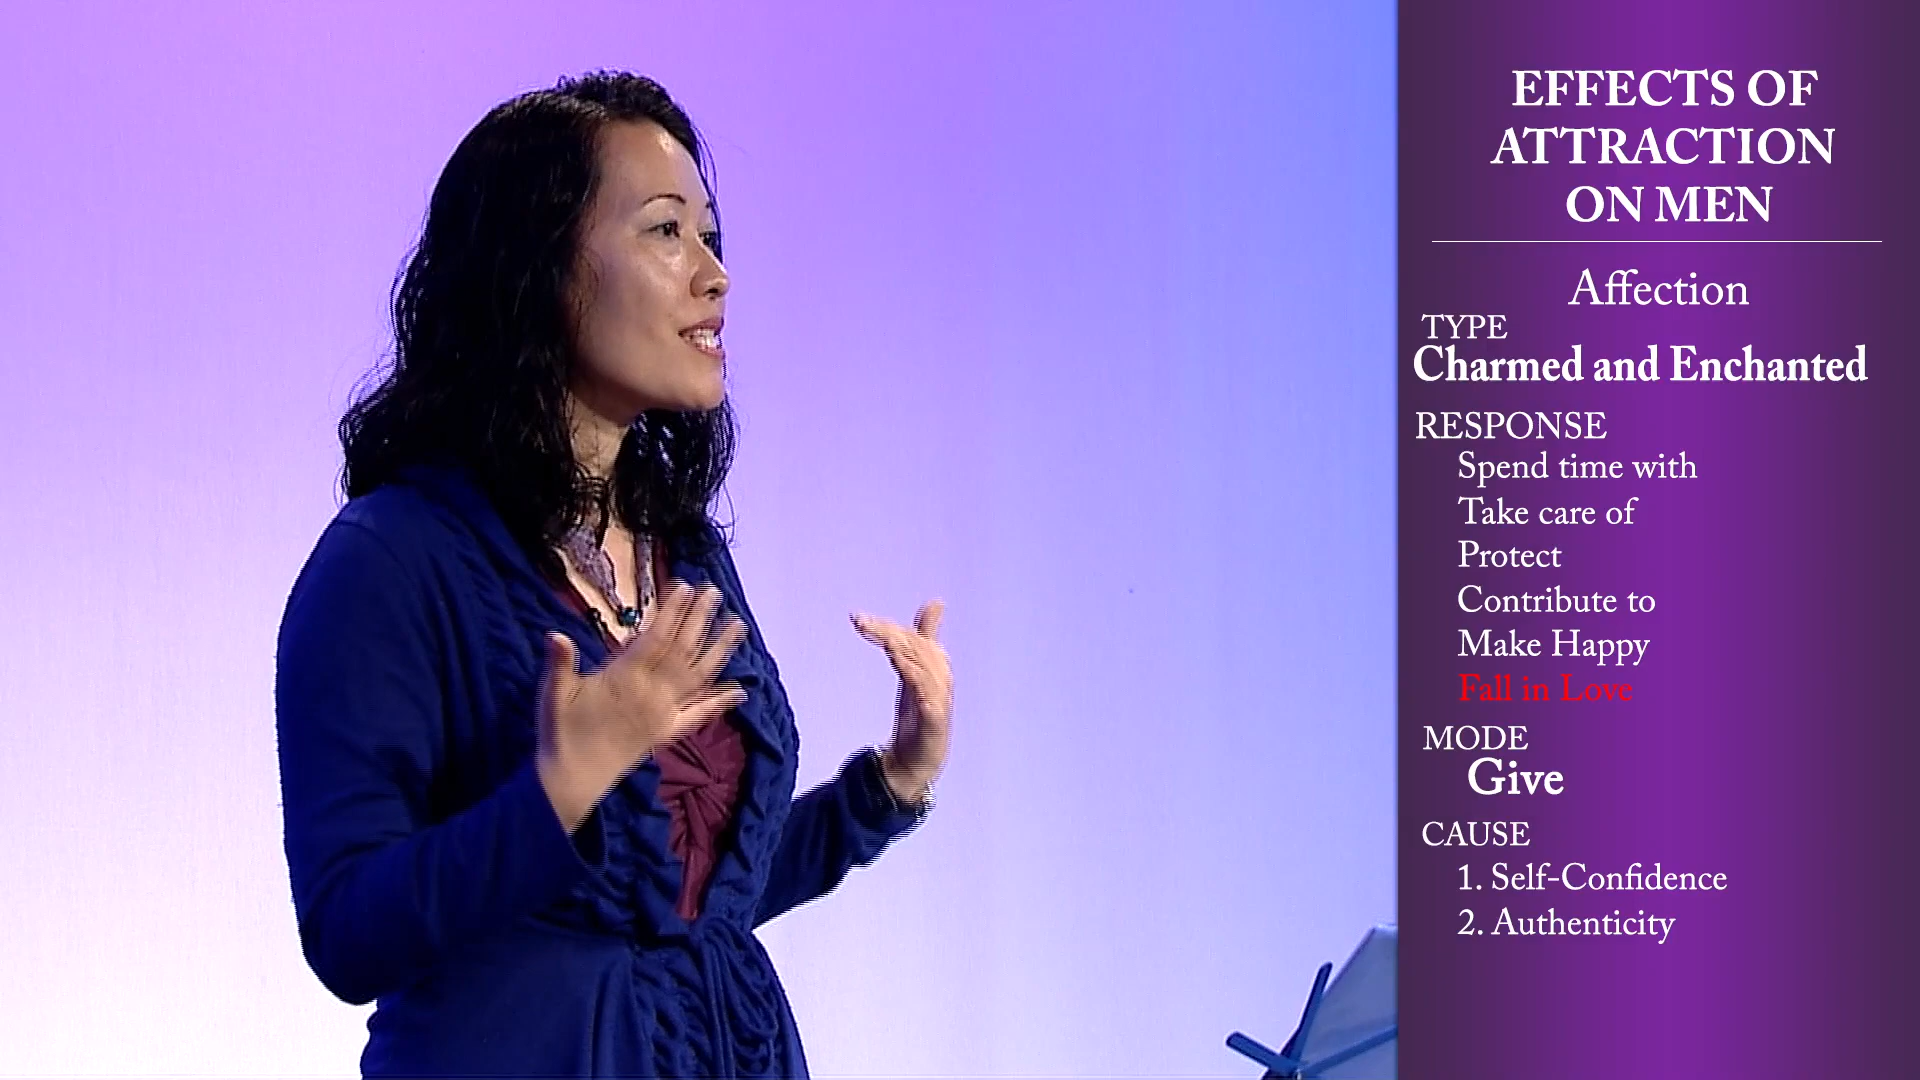 EFFECTS OF
ATTRACTION
ON MEN
Affection
TYPE
Charmed and Enchanted
RESPONSE
Spend time with
Take care of
Protect
Contribute to
Make Happy
Fall in Love
MODE
Give
CAUSE
1. Self-Confidence
2. Authenticity